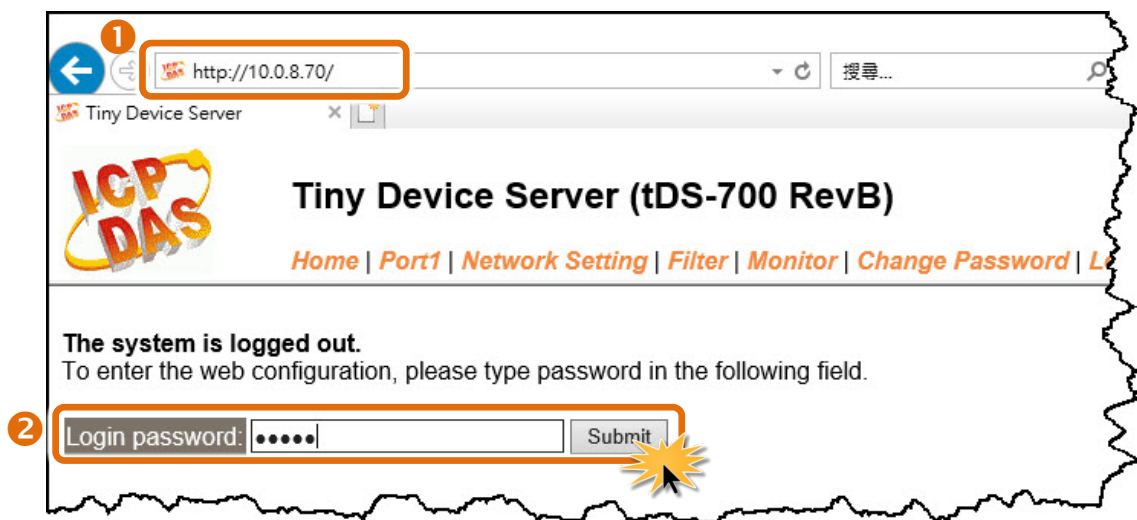 1
http://10.0.8.70/
搜尋...
Tiny Device Server
ICP
DAS
Tiny Device Server (tDS-700 RevB)
Home | Port1 | Network Setting | Filter | Monitor | Change Password |
The system is logged out.
To enter the web configuration, please type password in the following field.
2
Login password: ●●●●● Submit